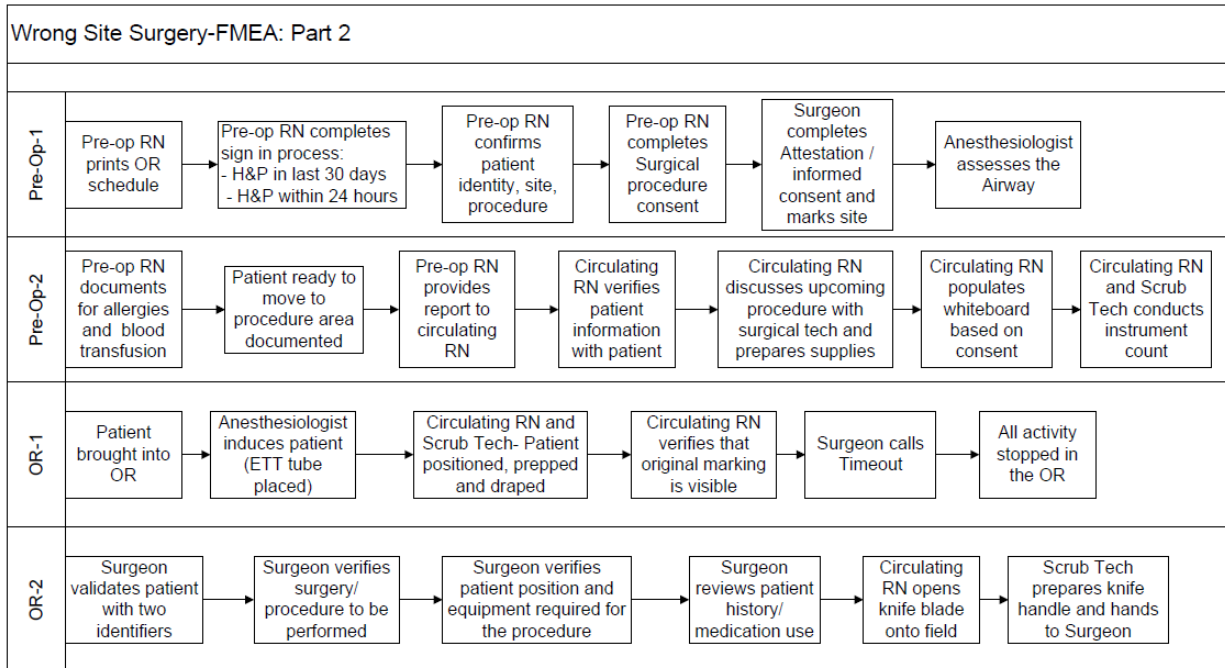 Wrong Site Surgery-FMEA: Part 2
Pre-Op-1
Pre-op RN
prints OR
schedule
Pre-op RN completes
sign in process:
- H&P in last 30 days
- H&P within 24 hours
Pre-op RN
confirms
patient
identity, site,
procedure
Pre-op RN
completes
Surgical
procedure
consent
Surgeon
completes
Attestation /
informed
consent and
marks site
Anesthesiologist
assesses the
Airway
Pre-Op-2
Pre-op RN
documents
for allergies
and blood
transfusion
Patient ready to
move to
procedure area
documented
Pre-op RN
provides
report to
circulating
RN
Circulating
RN verifies
patient
information
with patient
Circulating RN
discusses upcoming
procedure with
surgical tech and
prepares supplies
Circulating RN
populates
whiteboard
based on
consent
Circulating RN
and Scrub
Tech conducts
instrument
count
OR-1
Patient
brought into
OR
Anesthesiologist
induces patient
(ETT tube
placed)
Circulating RN and
Scrub Tech- Patient
positioned, prepped
and draped
Circulating RN
verifies that
original marking
is visible
Surgeon calls
Timeout
All activity
stopped in
the OR
OR-2
Surgeon
validates patient
with two
identifiers
Surgeon verifies
surgery/
procedure to be
performed
Surgeon verifies
patient position and
equipment required for
the procedure
Surgeon
reviews patient
history/
medication use
Circulating
RN opens
knife blade
onto field
Scrub Tech
prepares knife
handle and hands
to Surgeon